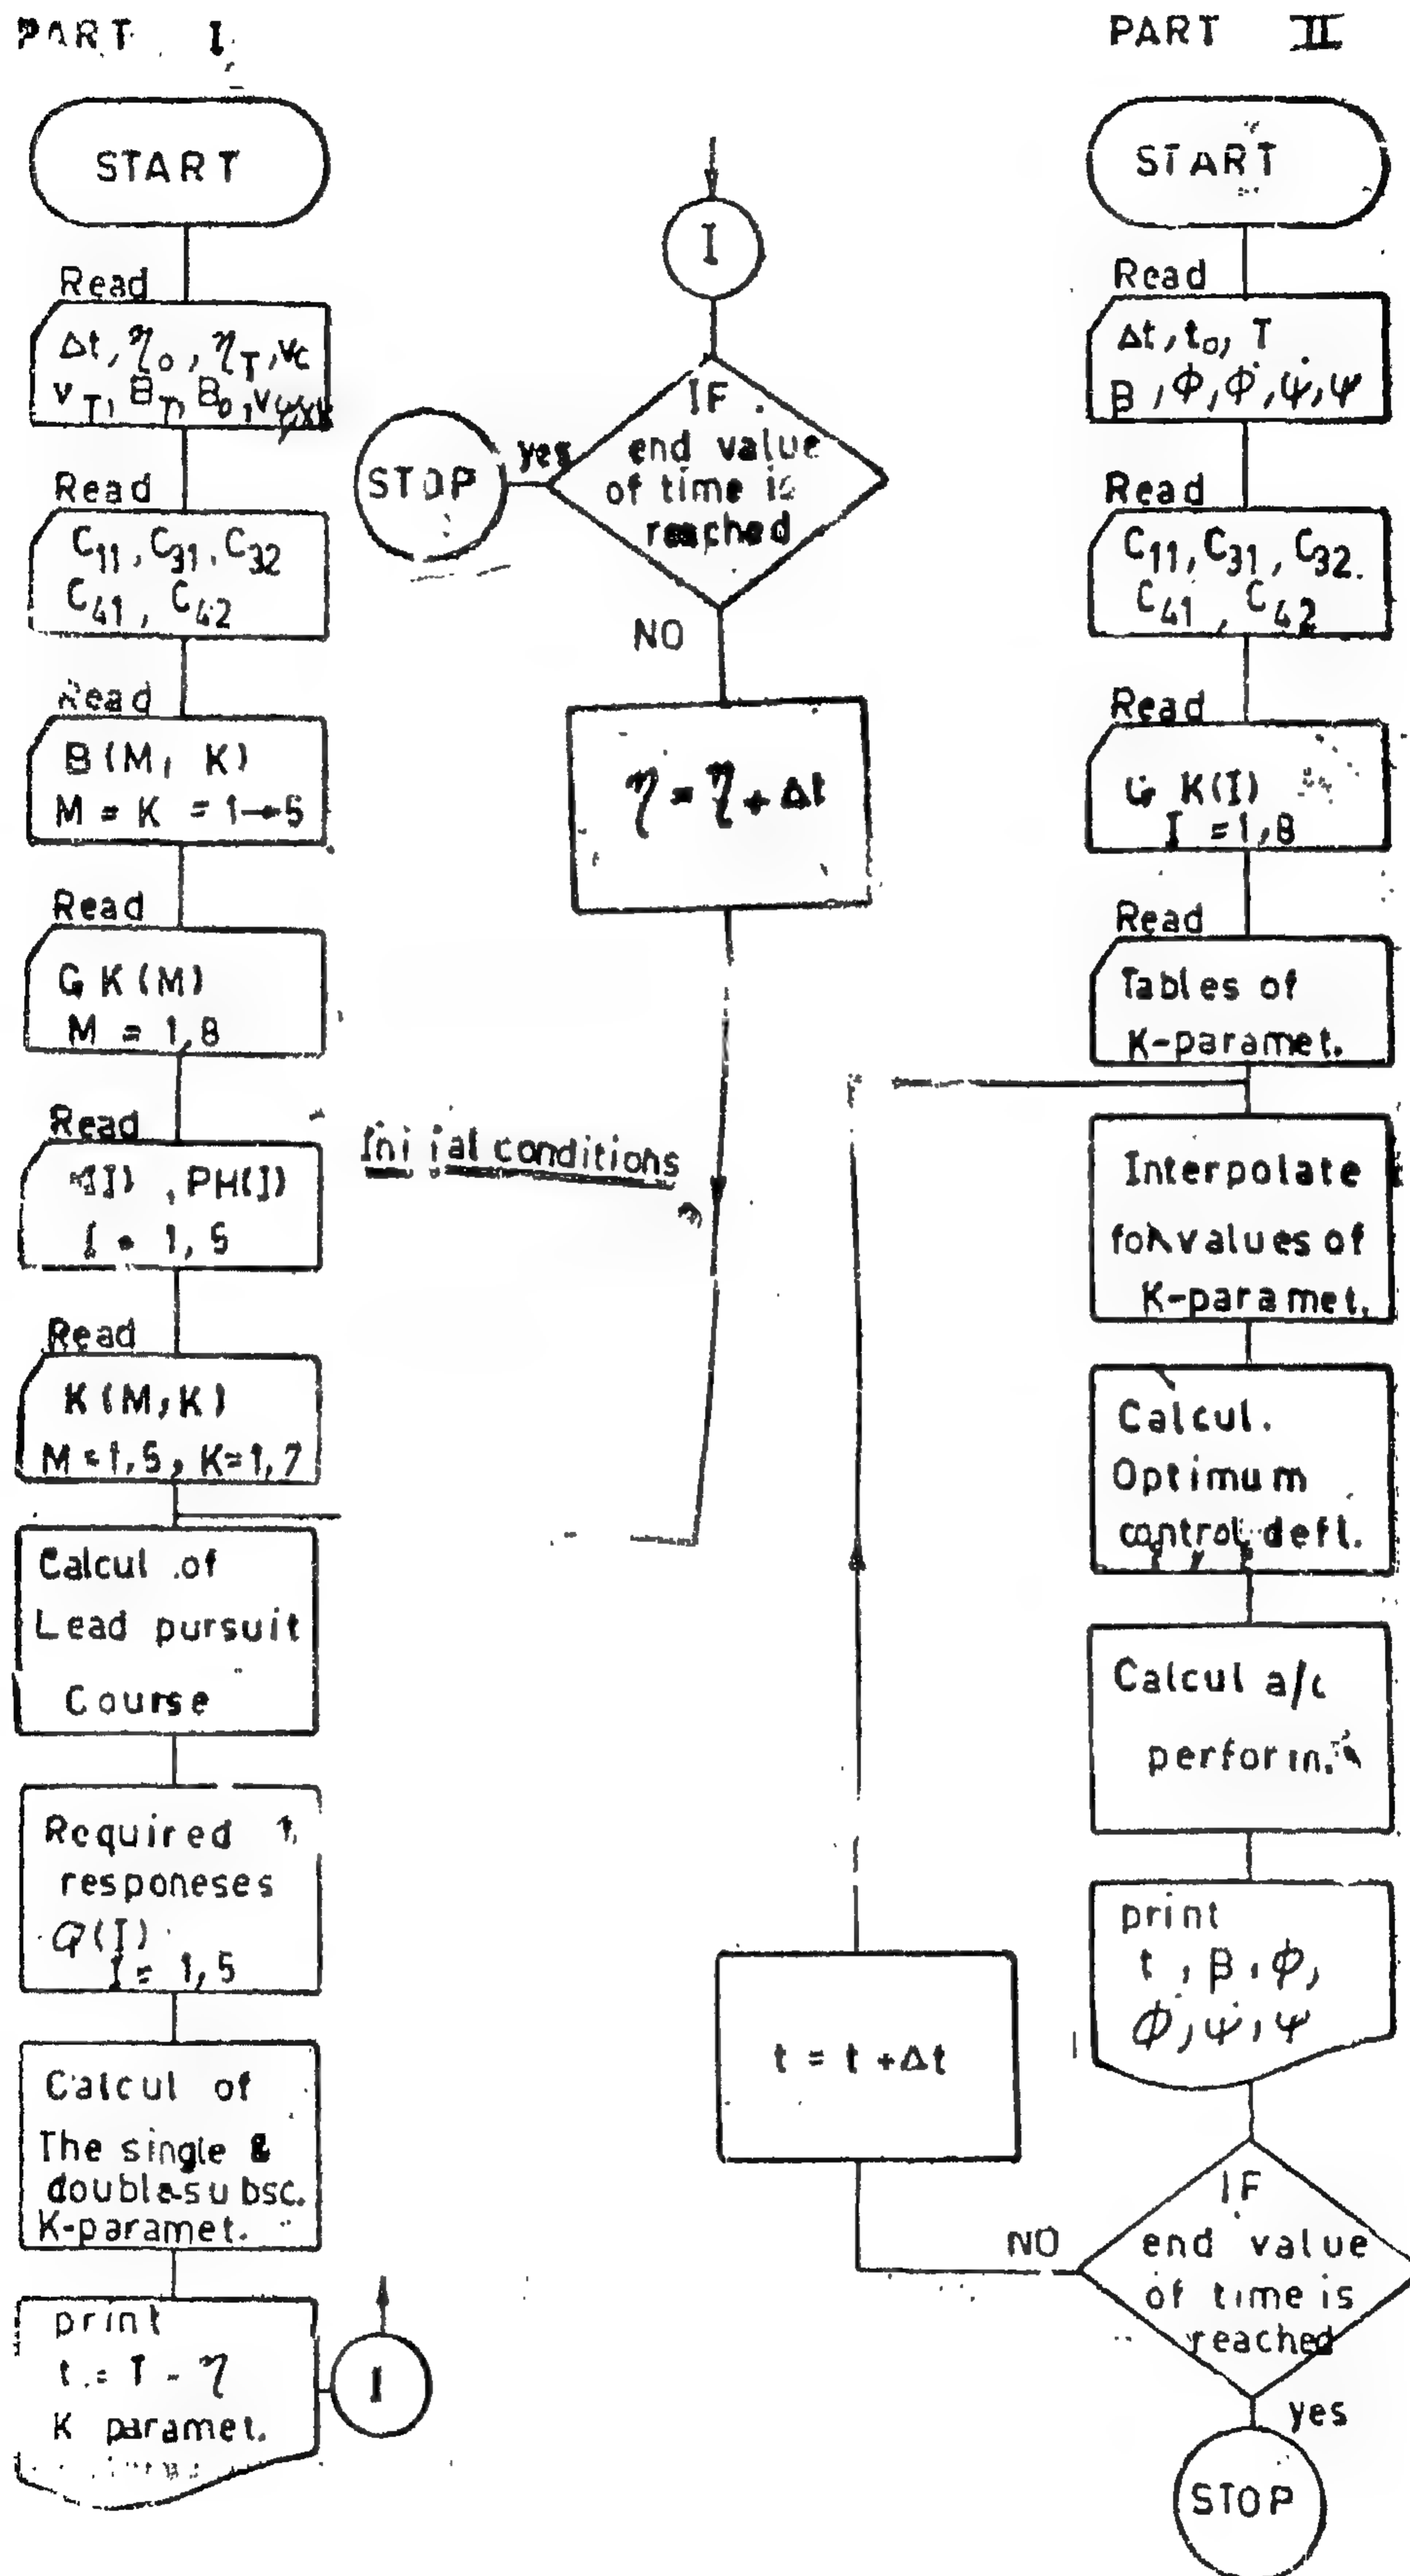 PART I
START
Read
Δt, η₀, η_T, v_C
v_T, B_T, B₀,
Read
C₁₁, C₃₁, C₃₂
C₄₁, C₄₂
Read
B(M, K)
M = K = 1→5
Read
G K(M)
M = 1,8
Read
, PH(I)
I = 1, 5
Read
K(M,K)
M=1,5, K=1,7
Calcul of
Lead pursuit
Course
Required
responeses
Q(I)
I = 1,5
Calcul of
The single &
double-subsc.
K-paramet.
print
t = T - η
K paramet.
I
I
IF
end value
of time is
reached
yes
STOP
NO
η = η + Δt
Initial conditions
PART II
START
Read
Δt, t₀, T
β, ϕ, ϕ̇, ψ̇, ψ
Read
C₁₁, C₃₁, C₃₂.
C₄₁, C₄₂
Read
G K(I)
I = 1,8
Read
Tables of
K-paramet.
Interpolate
for values of
K-paramet.
Calcul.
Optimum
control defl.
Calcul a/c
perform.
print
t, β, ϕ,
ϕ̇, ψ̇, ψ
IF
end value
of time is
reached
NO
t = t + Δt
yes
STOP